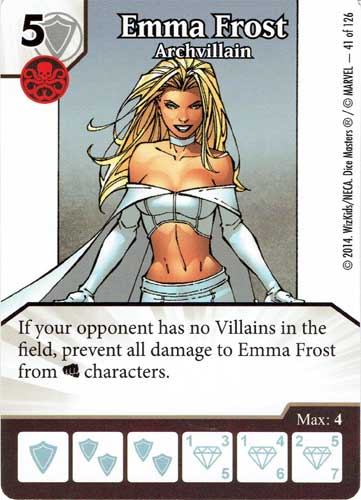 5
Emma Frost
Archvillain
© 2014. WizKids/NECA. Dice Masters ® / © MARVEL — 41 of 126
If your opponent has no Villains in the
field, prevent all damage to Emma Frost
from characters.
Max: 4
1 3
5
1 4
6
2 5
7